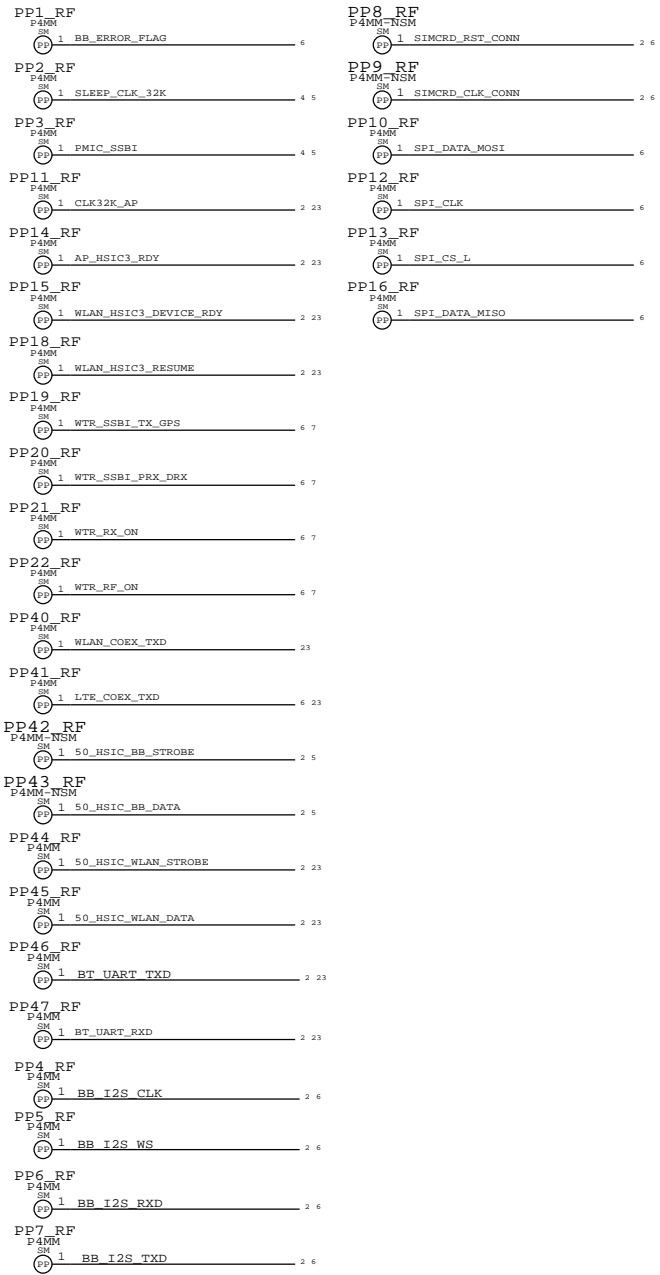 PP1_RF
P4MM
SM
PP 1 BB_ERROR_FLAG 6
PP2_RF
P4MM
SM
PP 1 SLEEP_CLK_32K 4 5
PP3_RF
P4MM
SM
PP 1 PMIC_SSBI 4 5
PP11_RF
P4MM
SM
PP 1 CLK32K_AP 2 23
PP14_RF
P4MM
SM
PP 1 AP_HSIC3_RDY 2 23
PP15_RF
P4MM
SM
PP 1 WLAN_HSIC3_DEVICE_RDY 2 23
PP18_RF
P4MM
SM
PP 1 WLAN_HSIC3_RESUME 2 23
PP19_RF
P4MM
SM
PP 1 WTR_SSBI_TX_GPS 6 7
PP20_RF
P4MM
SM
PP 1 WTR_SSBI_PRX_DRX 6 7
PP21_RF
P4MM
SM
PP 1 WTR_RX_ON 6 7
PP22_RF
P4MM
SM
PP 1 WTR_RF_ON 6 7
PP40_RF
P4MM
SM
PP 1 WLAN_COEX_TXD 23
PP41_RF
P4MM
SM
PP 1 LTE_COEX_TXD 6 23
PP42_RF
P4MM-NSM
SM
PP 1 50_HSIC_BB_STROBE 2 5
PP43_RF
P4MM-NSM
SM
PP 1 50_HSIC_BB_DATA 2 5
PP44_RF
P4MM
SM
PP 1 50_HSIC_WLAN_STROBE 2 23
PP45_RF
P4MM
SM
PP 1 50_HSIC_WLAN_DATA 2 23
PP46_RF
P4MM
SM
PP 1 BT_UART_TXD 2 23
PP47_RF
P4MM
SM
PP 1 BT_UART_RXD 2 23
PP4_RF
P4MM
SM
PP 1 BB_I2S_CLK 2 6
PP5_RF
P4MM
SM
PP 1 BB_I2S_WS 2 6
PP6_RF
P4MM
SM
PP 1 BB_I2S_RXD 2 6
PP7_RF
P4MM
SM
PP 1 BB_I2S_TXD 2 6
PP8_RF
P4MM-NSM
SM
PP 1 SIMCRD_RST_CONN 2 6
PP9_RF
P4MM-NSM
SM
PP 1 SIMCRD_CLK_CONN 2 6
PP10_RF
P4MM
SM
PP 1 SPI_DATA_MOSI 6
PP12_RF
P4MM
SM
PP 1 SPI_CLK 6
PP13_RF
P4MM
SM
PP 1 SPI_CS_L 6
PP16_RF
P4MM
SM
PP 1 SPI_DATA_MISO 6